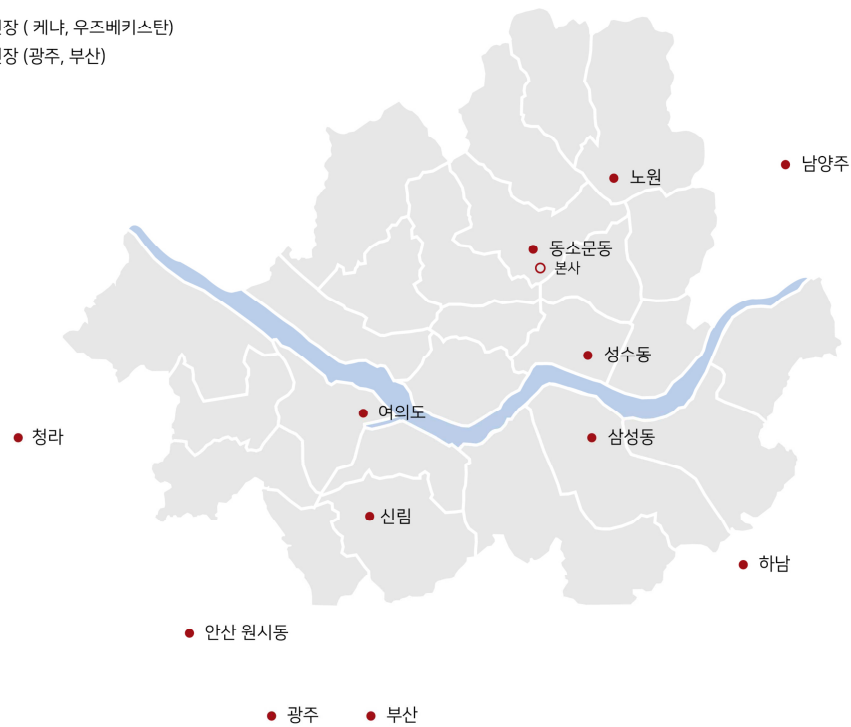 장 ( 케냐, 우즈베키스탄)
장 (광주, 부산)
남양주
노원
동소문동
본사
성수동
여의도
청라
삼성동
신림
하남
안산 원시동
광주
부산